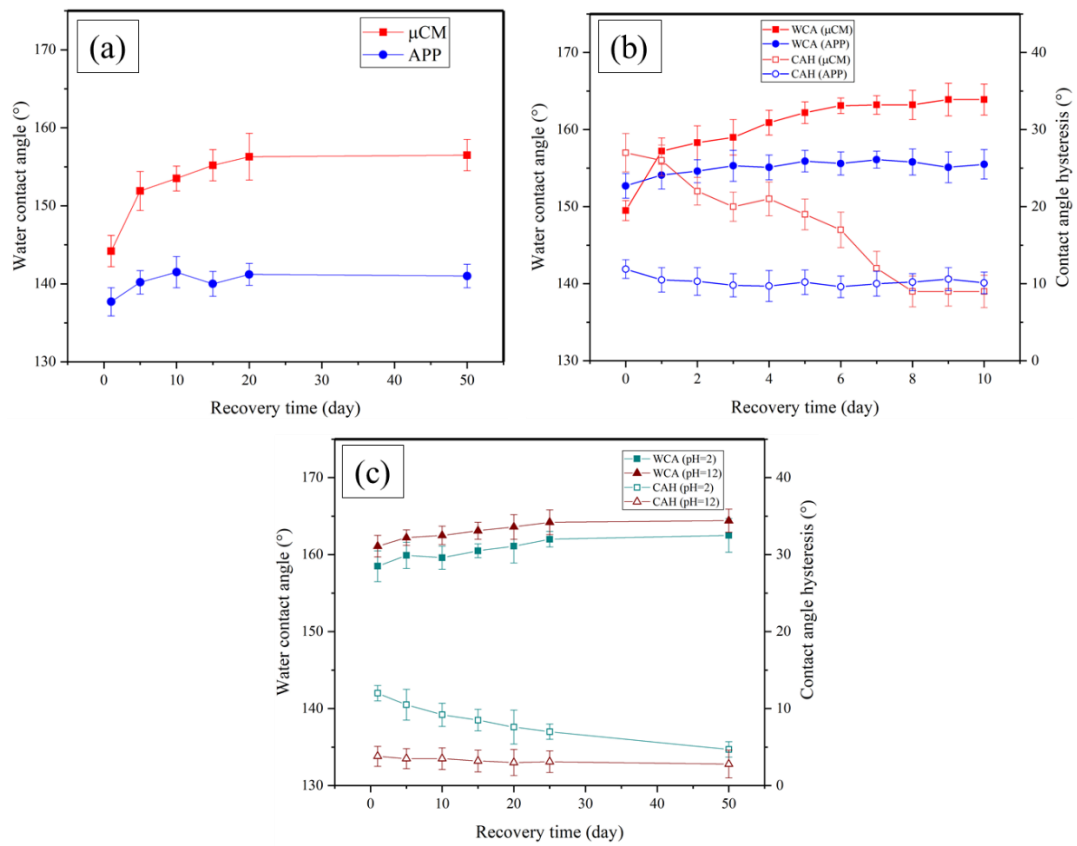 (a)
μCM
APP
170
160
150
140
130
Water contact angle (°)
0
10
20
30
40
50
Recovery time (day)
(b)
WCA (μCM)
WCA (APP)
CAH (μCM)
CAH (APP)
170
160
150
140
130
Water contact angle (°)
40
30
20
10
0
Contact angle hysteresis (°)
0
2
4
6
8
10
Recovery time (day)
(c)
WCA (pH=2)
WCA (pH=12)
CAH (pH=2)
CAH (pH=12)
170
160
150
140
130
Water contact angle (°)
40
30
20
10
0
Contact angle hysteresis (°)
0
10
20
30
40
50
Recovery time (day)